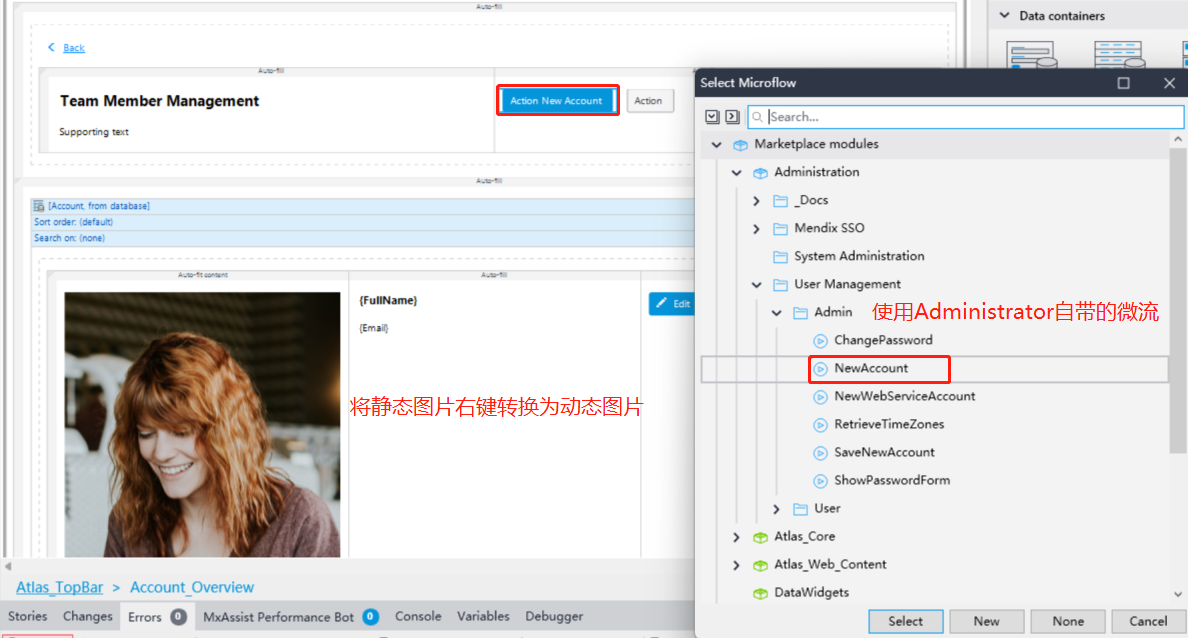 Auto-fill
Data containers
Back
Auto-fill
Team Member Management
Action New Account
Action
Supporting text
Auto-fill
[Account, from database]
Sort order: (default)
Search on: (none)
Auto-fit content
Auto-fill
{FullName}
{Email}
Edit
将静态图片右键转换为动态图片
Select Microflow
Search...
Marketplace modules
Administration
_Docs
Mendix SSO
System Administration
User Management
Admin
使用Administrator自带的微流
ChangePassword
NewAccount
NewWebServiceAccount
RetrieveTimeZones
SaveNewAccount
ShowPasswordForm
User
Atlas_Core
Atlas_Web_Content
DataWidgets
Select
New
None
Cancel
Atlas_TopBar > Account_Overview
Stories Changes Errors 0 MxAssist Performance Bot 0 Console Variables Debugger